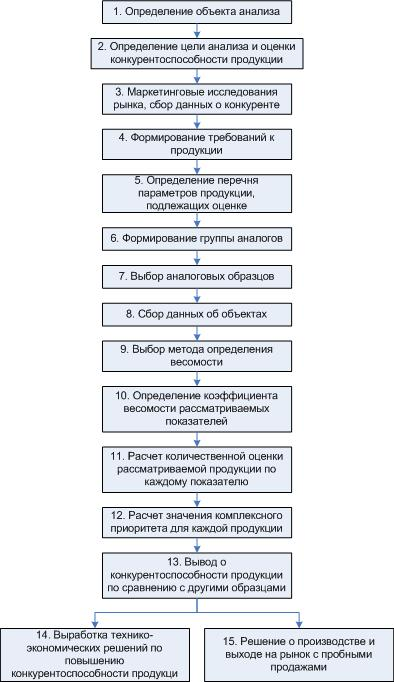 1. Определение объекта анализа
2. Определение цели анализа и оценки
конкурентоспособности продукции
3. Маркетинговые исследования
рынка, сбор данных о конкуренте
4. Формирование требований к
продукции
5. Определение перечня
параметров продукции,
подлежащих оценке
6. Формирование группы аналогов
7. Выбор аналоговых образцов
8. Сбор данных об объектах
9. Выбор метода определения
весомости
10. Определение коэффициента
весомости рассматриваемых
показателей
11. Расчет количественной оценки
рассматриваемой продукции по
каждому показателю
12. Расчет значения комплексного
приоритета для каждой продукции
13. Вывод о
конкурентоспособности продукции
по сравнению с другими образцами
14. Выработка технико-
экономических решений по
повышению
конкурентоспособности продукци
15. Решение о производстве и
выходе на рынок с пробными
продажами